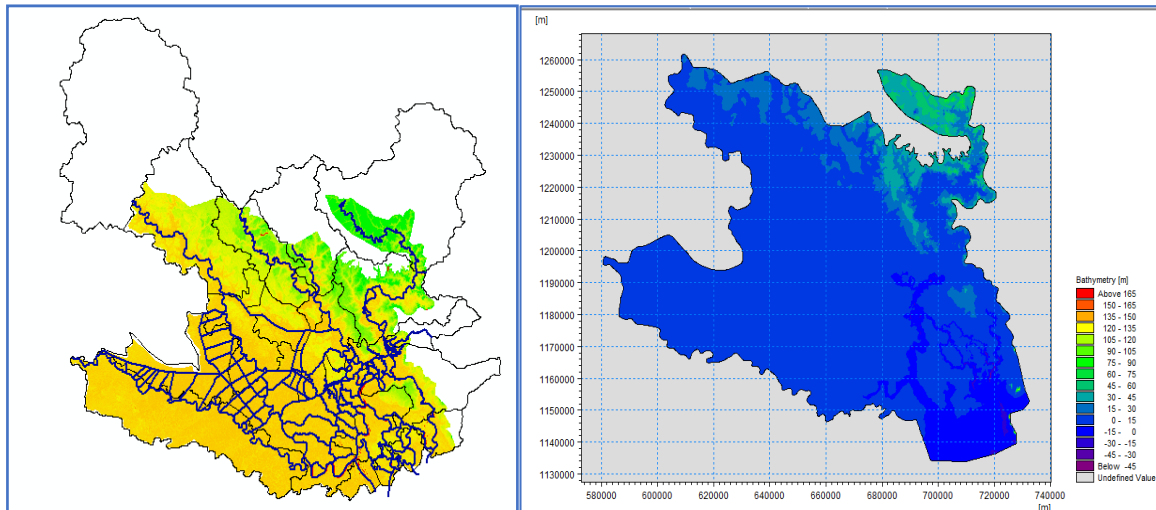 [m]
1260000
1250000
1240000
1230000
1220000
1210000
1200000
1190000
1180000
1170000
1160000
1150000
1140000
1130000
580000 600000 620000 640000 660000 680000 700000 720000 740000
[m]
Bathymetry [m]
Above 165
150 - 165
135 - 150
120 - 135
105 - 120
90 - 105
75 - 90
60 - 75
45 - 60
30 - 45
15 - 30
0 - 15
-15 - 0
-30 - -15
-45 - -30
Below -45
Undefined Value